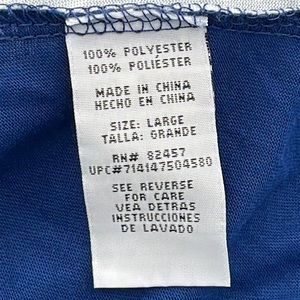 100% POLYESTER
100% POLIÉSTER
MADE IN CHINA
HECHO EN CHINA
SIZE: LARGE
TALLA: GRANDE
RN# 82457
UPC#714147504580
SEE REVERSE
FOR CARE
VEA DETRAS
INSTRUCCIONES
DE LAVADO